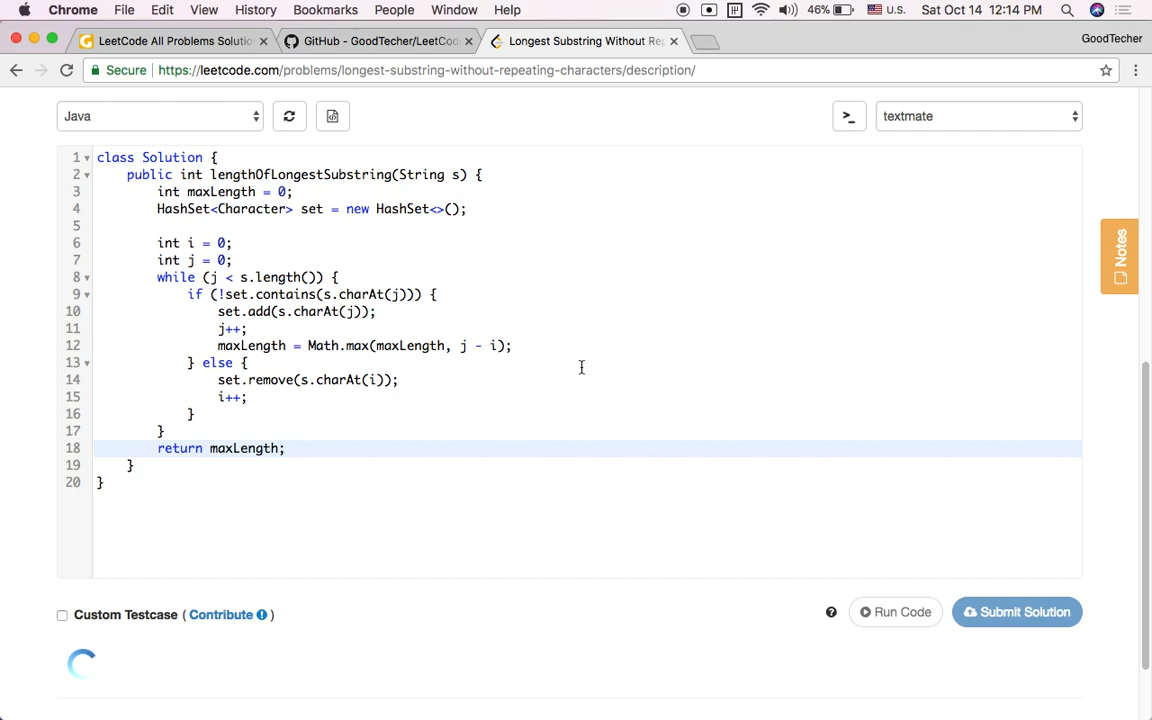 Chrome File Edit View History Bookmarks People Window Help 46% U.S. Sat Oct 14 12:14 PM
LeetCode All Problems Solutio GitHub - GoodTecher/LeetCod Longest Substring Without Rep GoodTecher
Secure https://leetcode.com/problems/longest-substring-without-repeating-characters/description/
Java >_ textmate
1 class Solution {
2 public int lengthOfLongestSubstring(String s) {
3 int maxLength = 0;
4 HashSet<Character> set = new HashSet<>();
5
6 int i = 0;
7 int j = 0;
8 while (j < s.length()) {
9 if (!set.contains(s.charAt(j))) {
10 set.add(s.charAt(j));
11 j++;
12 maxLength = Math.max(maxLength, j - i);
13 } else {
14 set.remove(s.charAt(i));
15 i++;
16 }
17 }
18 return maxLength;
19 }
20 }
Notes
Custom Testcase ( Contribute ) ? Run Code Submit Solution